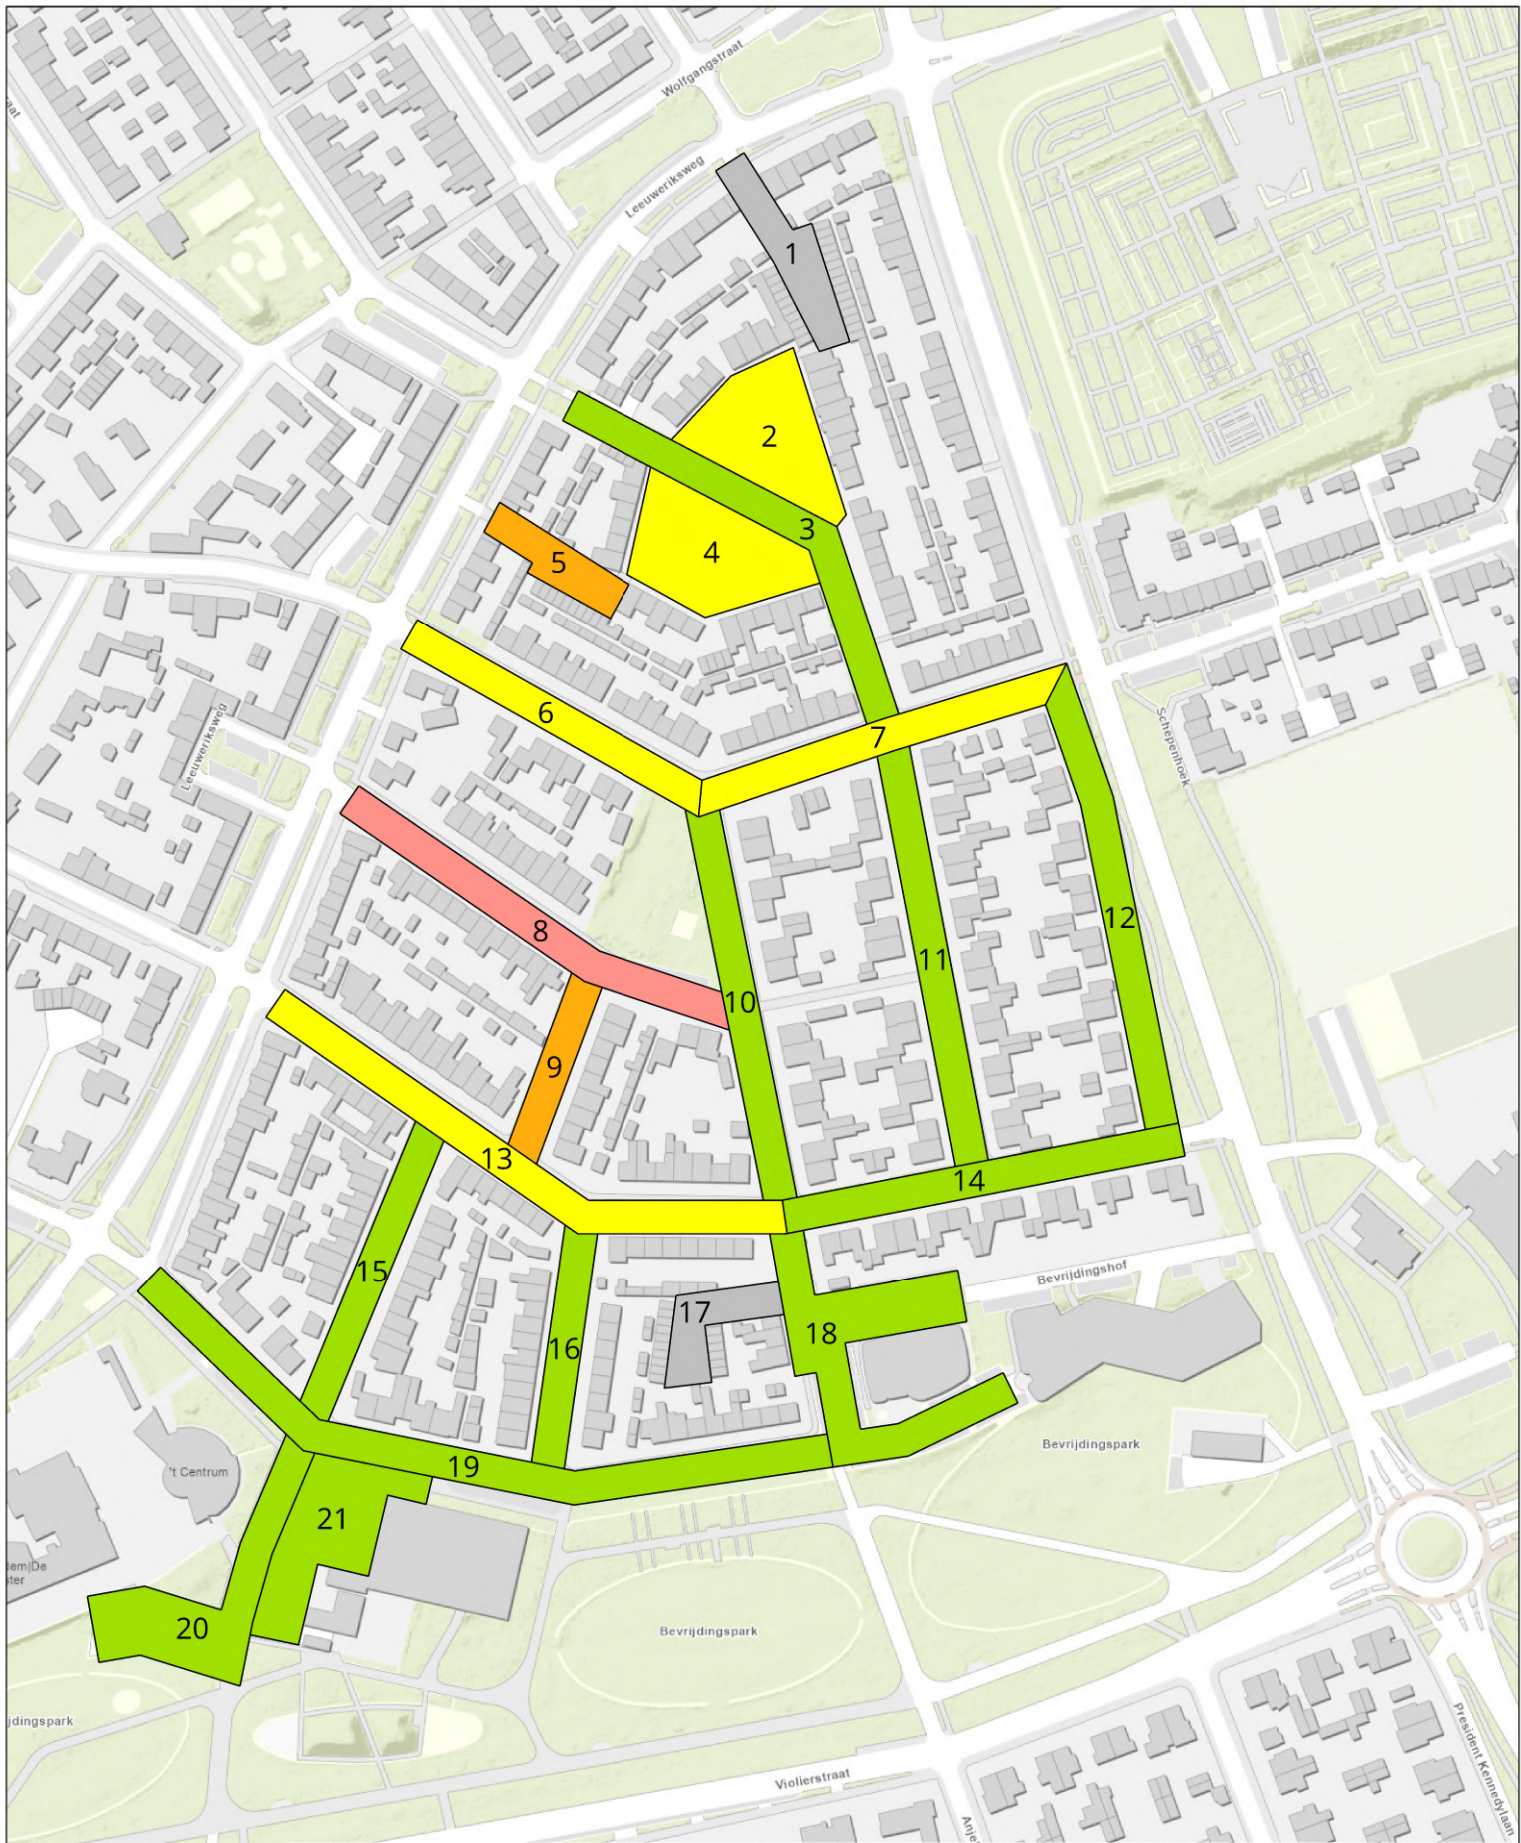 Wolfgangstraat
Leeuweriksweg
1
2
3
4
5
6
7
Leeuweriksweg
Schepenhoek
8
12
11
10
9
13
14
15
Bevrijdingshof
17
18
16
Bevrijdingspark
19
't Centrum
21
20
Bevrijdingspark
Violierstraat
President Kennedylaan